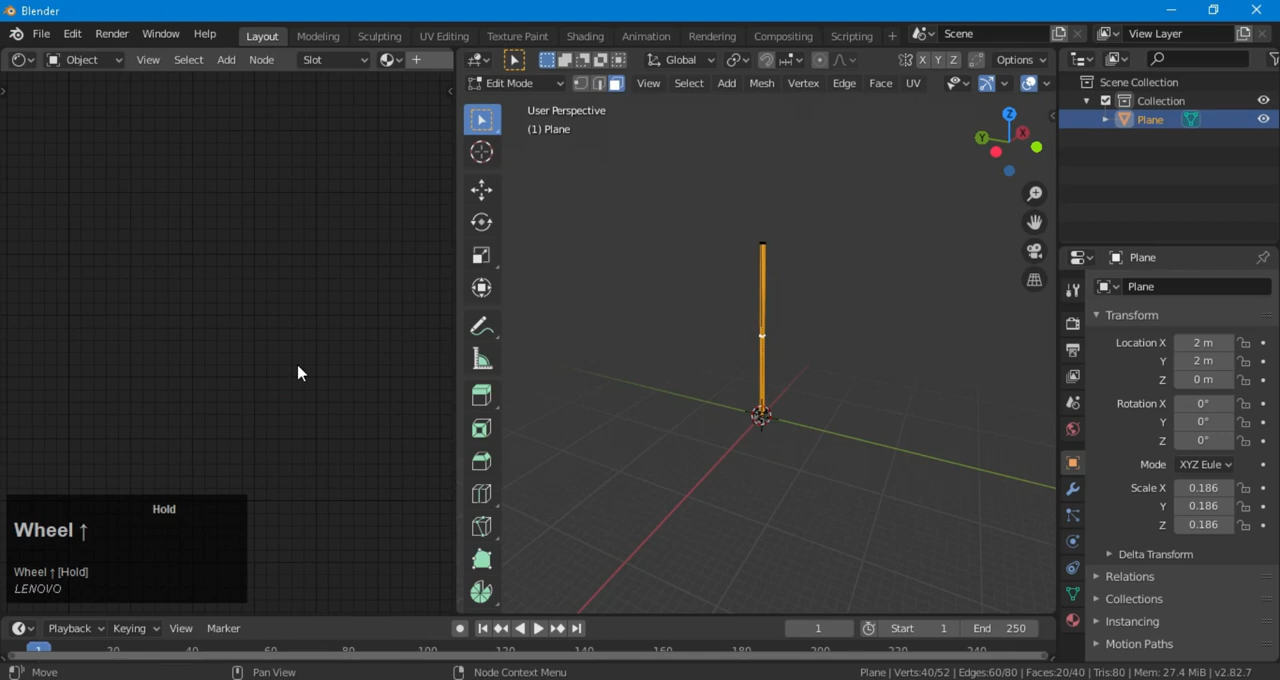 Blender
File Edit Render Window Help Layout Modeling Sculpting UV Editing Texture Paint Shading Animation Rendering Compositing Scripting + Scene View Layer
Object View Select Add Node Slot Global X Y Z Options
Edit Mode View Select Add Mesh Vertex Edge Face UV
User Perspective
(1) Plane
Z
X
Y
Scene Collection
Collection
Plane
Plane
Plane
Transform
Location X 2 m
Y 2 m
Z 0 m
Rotation X 0°
Y 0°
Z 0°
Mode XYZ Eule
Scale X 0.186
Y 0.186
Z 0.186
Delta Transform
Relations
Collections
Instancing
Motion Paths
Hold
Wheel ↑
Wheel ↑ [Hold]
LENOVO
Playback Keying View Marker 1 Start 1 End 250
20 40 60 80 100 120 140 160 180 200 220 240
Move Pan View Node Context Menu Plane | Verts:40/52 | Edges:60/80 | Faces:20/40 | Tris:80 | Mem: 27.4 MiB | v2.82.7